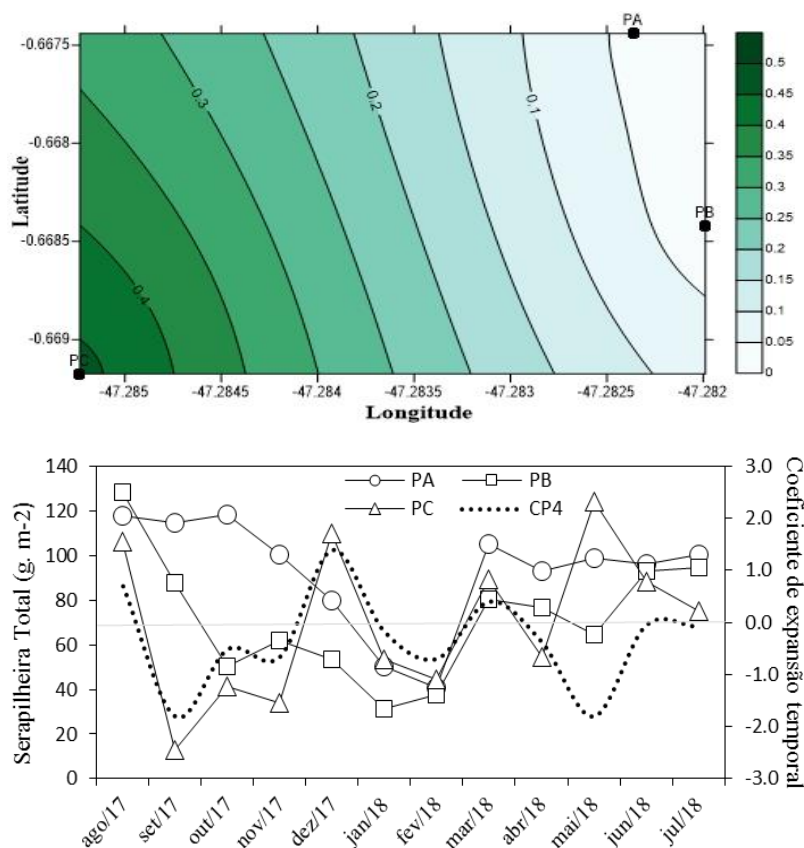 PA
-0.6675
-0.668
-0.6685
-0.669
Latitude
0.3
0.2
0.1
0.4
PB
PC
0.5
0.45
0.4
0.35
0.3
0.25
0.2
0.15
0.1
0.05
0
-47.285
-47.2845
-47.284
-47.2835
-47.283
-47.2825
-47.282
Longitude
140
120
100
80
60
40
20
0
Serapilheira Total (g. m-2)
PA
PB
PC
CP4
3.0
2.0
1.0
0.0
-1.0
-2.0
-3.0
Coeficiente de expansão temporal
ago/17
set/17
out/17
nov/17
dez/17
jan/18
fev/18
mar/18
abr/18
mai/18
jun/18
jul/18